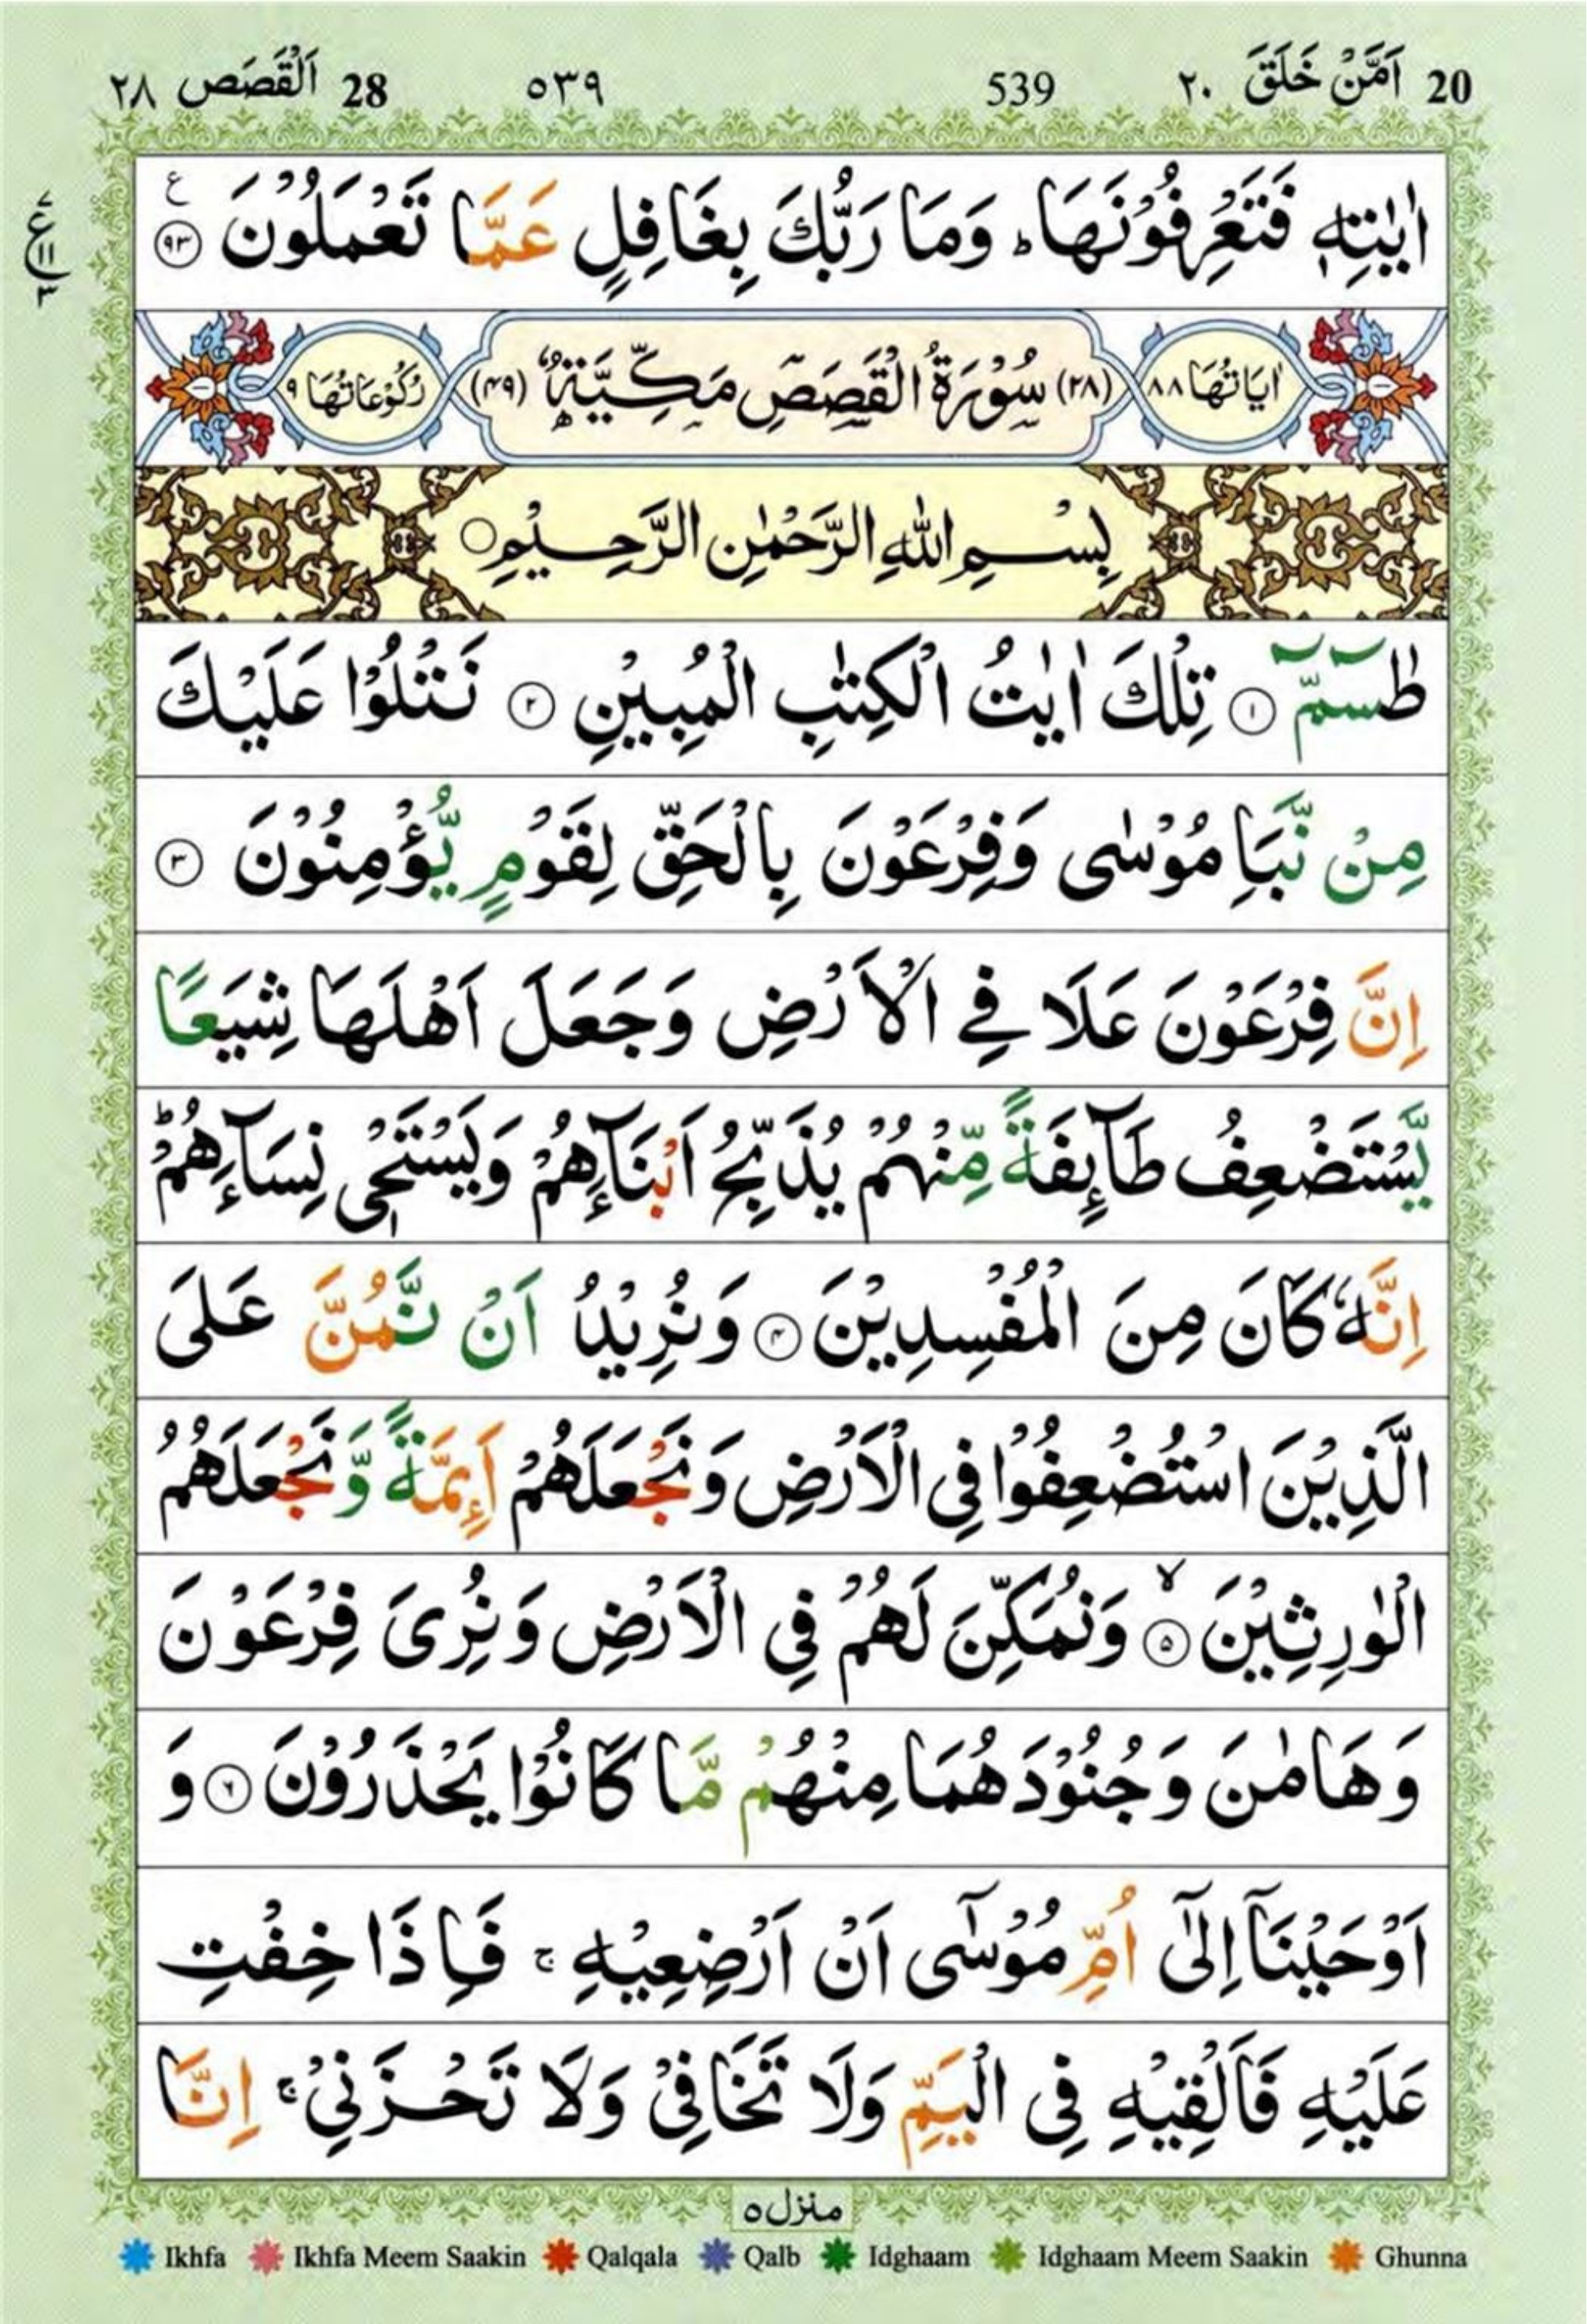 20 اَمَّنْ خَلَقَ ٢٠ 539 ٥٣٩ 28 اَلْقَصَص ٢٨
اٰيٰتِهٖ فَتَعْرِفُوْنَهَا ؕ وَمَا رَبُّكَ بِغَافِلٍ عَمَّا تَعْمَلُوْنَ ۝٩٣ ع
ع ١١ ٣
اٰيَاتُهَا ٨٨ (٢٨) سُوْرَةُ الْقَصَصِ مَكِّيَّةٌ (٤٩) رُكُوْعَاتُهَا ٩
بِسْمِ اللّٰهِ الرَّحْمٰنِ الرَّحِيْمِ ۝
طٰسٓمّٓ ۝١ تِلْكَ اٰيٰتُ الْكِتٰبِ الْمُبِيْنِ ۝٢ نَتْلُوْا عَلَيْكَ
مِنْ نَّبَاِ مُوْسٰى وَفِرْعَوْنَ بِالْحَقِّ لِقَوْمٍ يُّؤْمِنُوْنَ ۝٣
اِنَّ فِرْعَوْنَ عَلَا فِے الْاَرْضِ وَجَعَلَ اَهْلَهَا شِيَعًا
يَّسْتَضْعِفُ طَآئِفَةً مِّنْهُمْ يُذَبِّحُ اَبْنَآءَهُمْ وَيَسْتَحْيٖ نِسَآءَهُمْ ؕ
اِنَّهٗ كَانَ مِنَ الْمُفْسِدِيْنَ ۝٤ وَنُرِيْدُ اَنْ نَّمُنَّ عَلَى
الَّذِيْنَ اسْتُضْعِفُوْا فِى الْاَرْضِ وَنَجْعَلَهُمْ اَئِمَّةً وَّنَجْعَلَهُمُ
الْوٰرِثِيْنَ ۙ ۝٥ وَنُمَكِّنَ لَهُمْ فِى الْاَرْضِ وَنُرِىَ فِرْعَوْنَ
وَهَامٰنَ وَجُنُوْدَهُمَا مِنْهُمْ مَّا كَانُوْا يَحْذَرُوْنَ ۝٦ وَ
اَوْحَيْنَآ اِلٰٓى اُمِّ مُوْسٰٓى اَنْ اَرْضِعِيْهِ ۚ فَاِذَا خِفْتِ
عَلَيْهِ فَاَلْقِيْهِ فِى الْيَمِّ وَلَا تَخَافِىْ وَلَا تَحْزَنِىْ ۚ اِنَّا
منزل ٥
Ikhfa Ikhfa Meem Saakin Qalqala Qalb Idghaam Idghaam Meem Saakin Ghunna